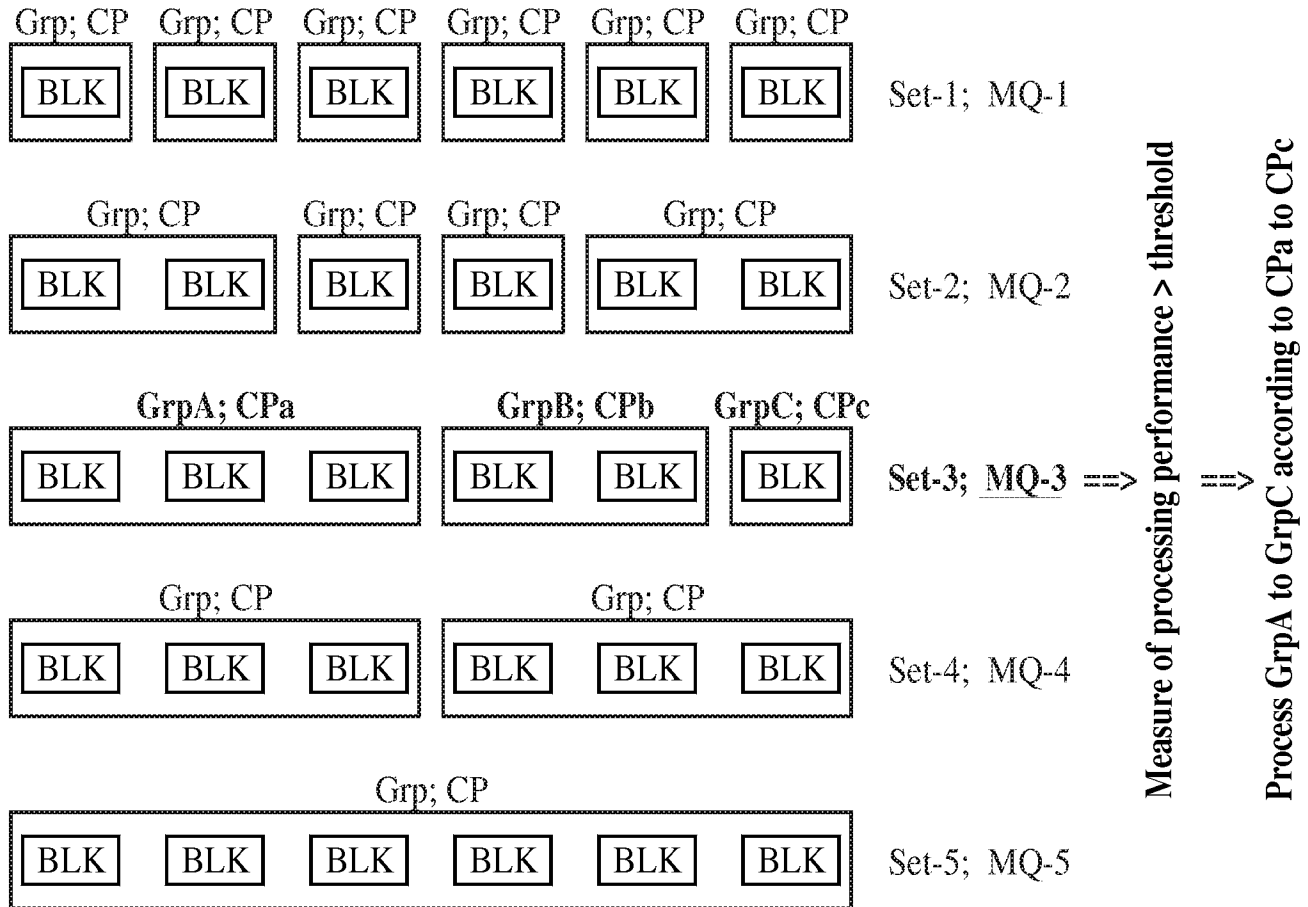 Grp; CP Grp; CP Grp; CP Grp; CP Grp; CP Grp; CP
BLK BLK BLK BLK BLK BLK Set-1; MQ-1
Grp; CP Grp; CP Grp; CP Grp; CP
BLK BLK BLK BLK BLK BLK Set-2; MQ-2
GrpA; CPa GrpB; CPb GrpC; CPc
BLK BLK BLK BLK BLK BLK Set-3; MQ-3 ==> ==>
Grp; CP Grp; CP
BLK BLK BLK BLK BLK BLK Set-4; MQ-4
Grp; CP
BLK BLK BLK BLK BLK BLK Set-5; MQ-5
Measure of processing performance > threshold
Process GrpA to GrpC according to CPa to CPc